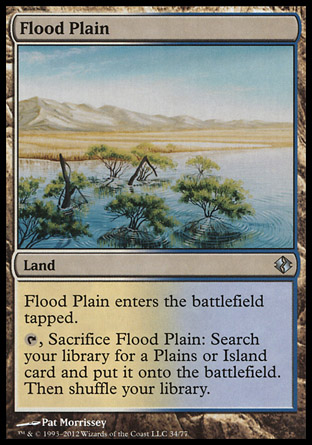 Flood Plain
Land
Flood Plain enters the battlefield
tapped.
, Sacrifice Flood Plain: Search
your library for a Plains or Island
card and put it onto the battlefield.
Then shuffle your library.
Pat Morrissey
™ & © 1993-2012 Wizards of the Coast LLC 34/77